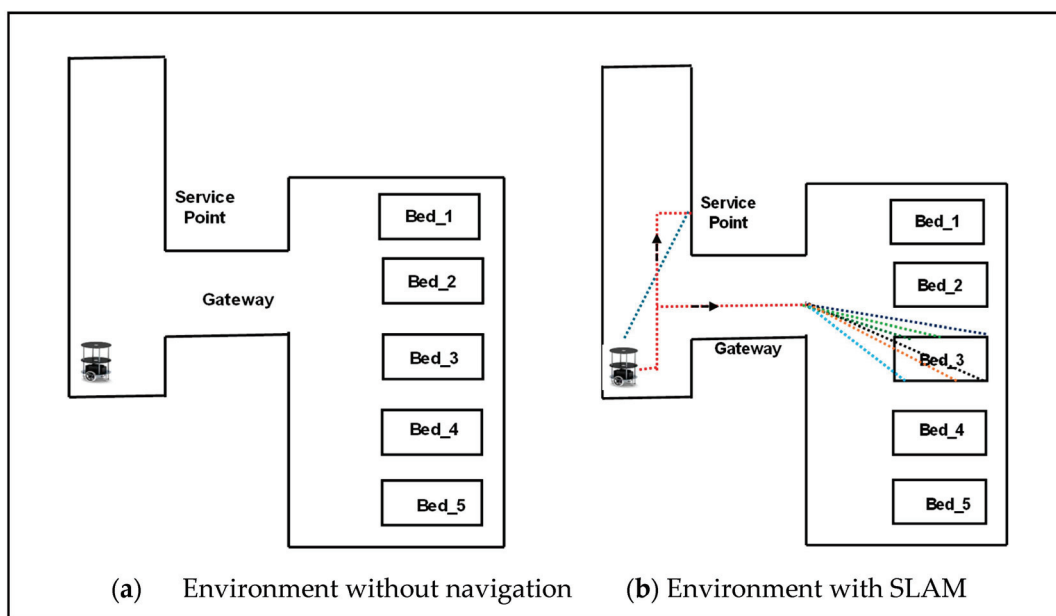 Service
Point
Gateway
Bed_1
Bed_2
Bed_3
Bed_4
Bed_5
(a) Environment without navigation
Service
Point
Gateway
Bed_1
Bed_2
Bed_3
Bed_4
Bed_5
(b) Environment with SLAM